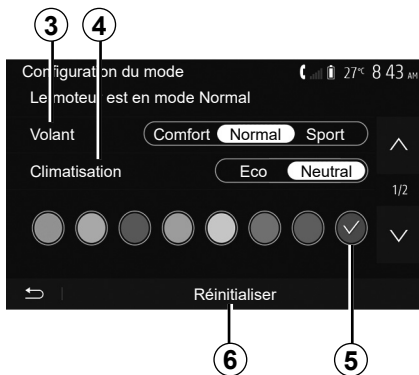 3 4
Configuration du mode 27°C 8 43 AM
Le moteur est en mode Normal
Volant Comfort Normal Sport
Climatisation Eco Neutral
1/2
Réinitialiser
6 5